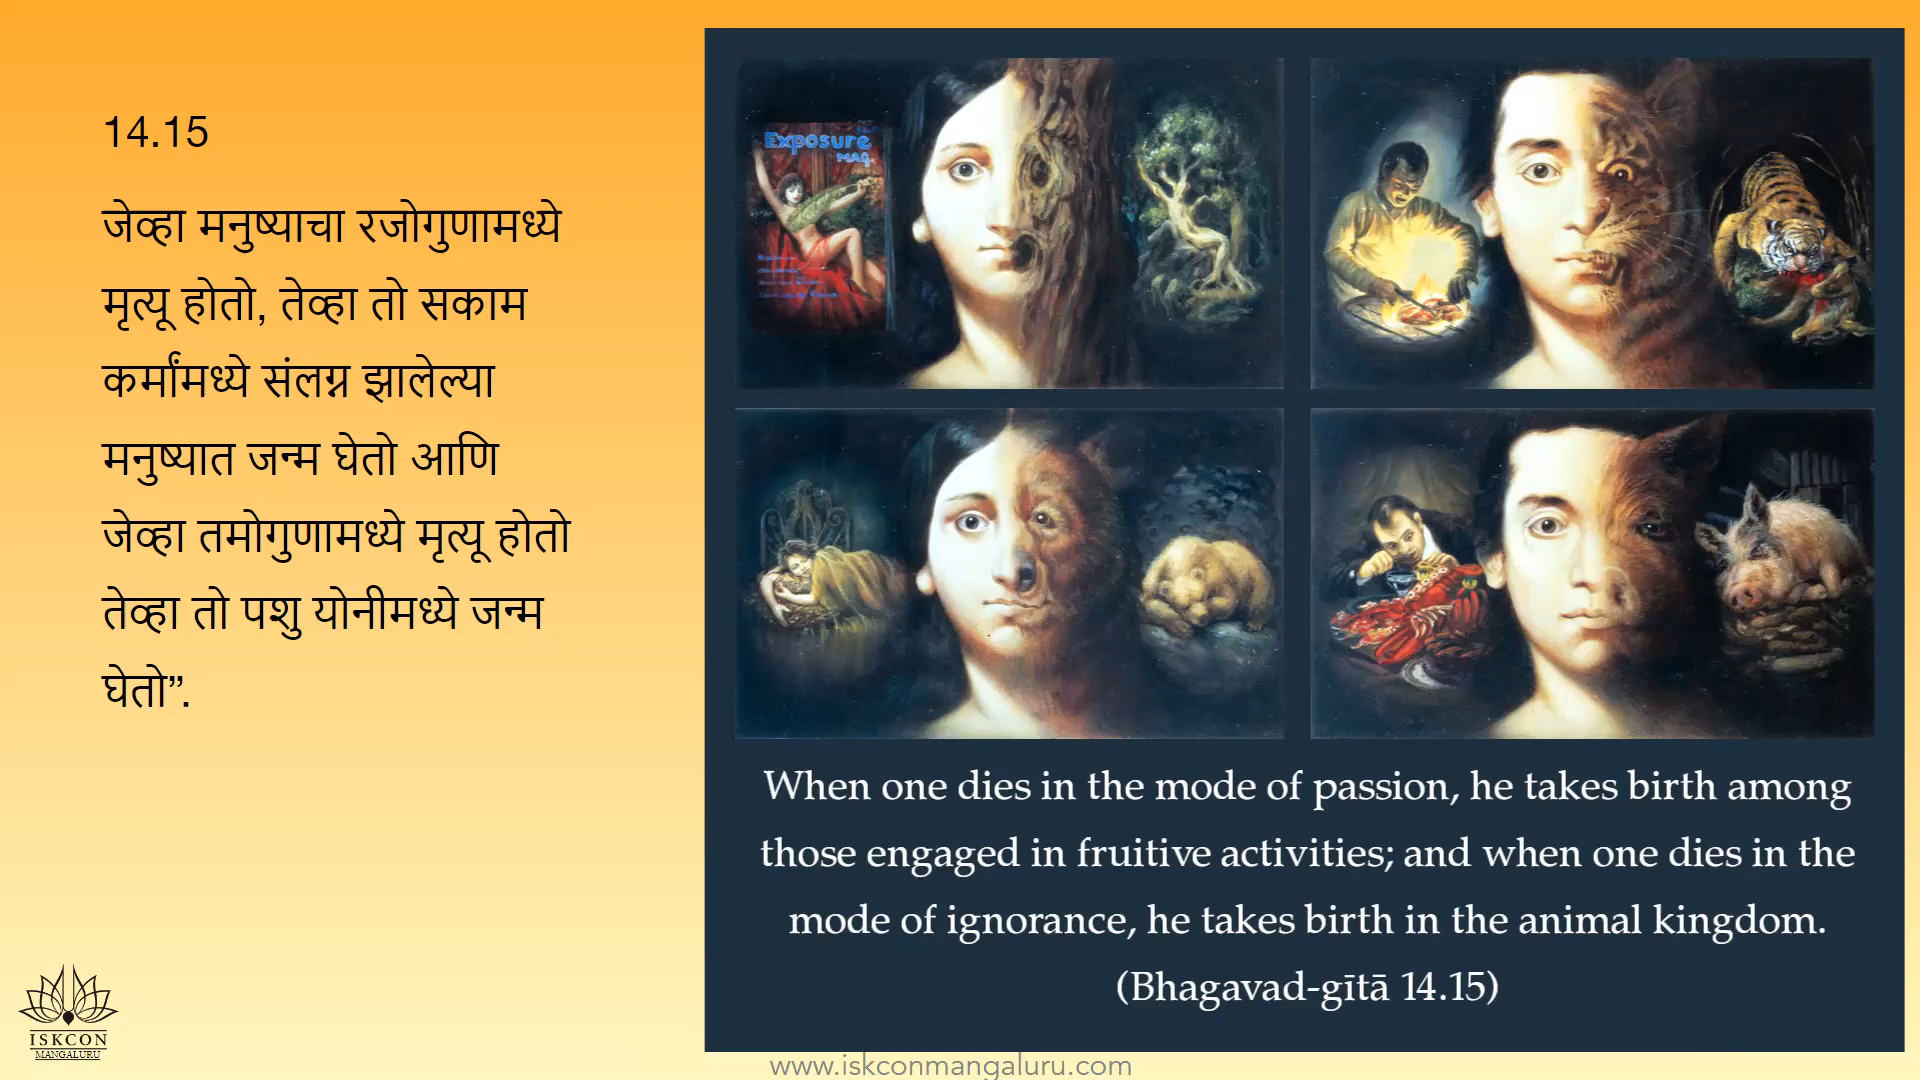 14.15
जेव्हा मनुष्याचा रजोगुणामध्ये
मृत्यू होतो, तेव्हा तो सकाम
कर्मांमध्ये संलग्न झालेल्या
मनुष्यात जन्म घेतो आणि
जेव्हा तमोगुणामध्ये मृत्यू होतो
तेव्हा तो पशु योनीमध्ये जन्म
घेतो”.
Exposure
MAG.
When one dies in the mode of passion, he takes birth among
those engaged in fruitive activities; and when one dies in the
mode of ignorance, he takes birth in the animal kingdom.
(Bhagavad-gītā 14.15)
ISKCON
MANGALURU
www.iskconmangaluru.com